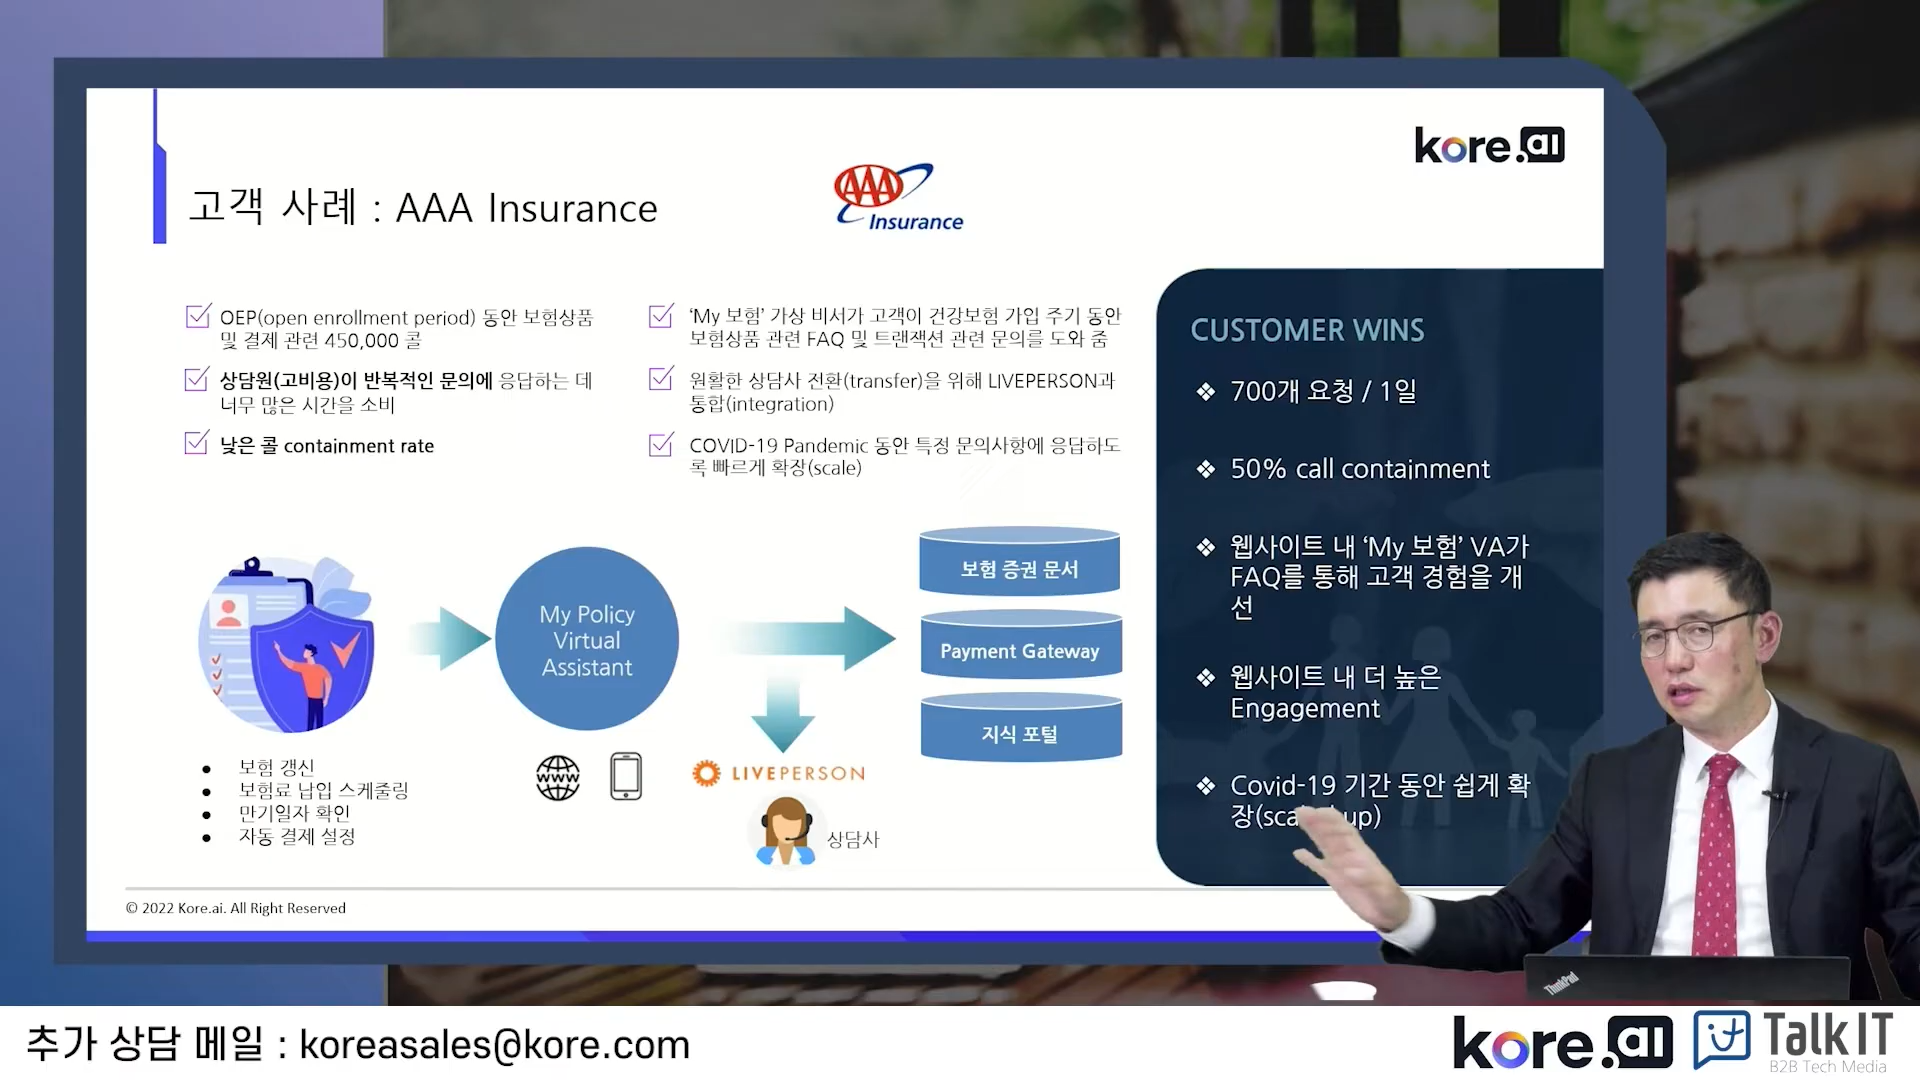 kore.ai
고객 사례 : AAA Insurance
AAA
Insurance
OEP(open enrollment period) 동안 보험상품
및 결제 관련 450,000 콜
상담원(고비용)이 반복적인 문의에 응답하는 데
너무 많은 시간을 소비
낮은 콜 containment rate
‘My 보험’ 가상 비서가 고객이 건강보험 가입 주기 동안
보험상품 관련 FAQ 및 트랜잭션 관련 문의를 도와 줌
원활한 상담사 전환(transfer)을 위해 LIVEPERSON과
통합(integration)
COVID-19 Pandemic 동안 특정 문의사항에 응답하도
록 빠르게 확장(scale)
My Policy
Virtual
Assistant
보험 증권 문서
Payment Gateway
지식 포털
WWW
LIVEPERSON
상담사
보험 갱신
보험료 납입 스케줄링
만기일자 확인
자동 결제 설정
CUSTOMER WINS
700개 요청 / 1일
50% call containment
웹사이트 내 ‘My 보험’ VA가
FAQ를 통해 고객 경험을 개
선
웹사이트 내 더 높은
Engagement
Covid-19 기간 동안 쉽게 확
장 up)
© 2022 Kore.ai. All Right Reserved
ThinkPad
추가 상담 메일 : koreasales@kore.com
kore.ai
it
Talk IT
B2B Tech Media